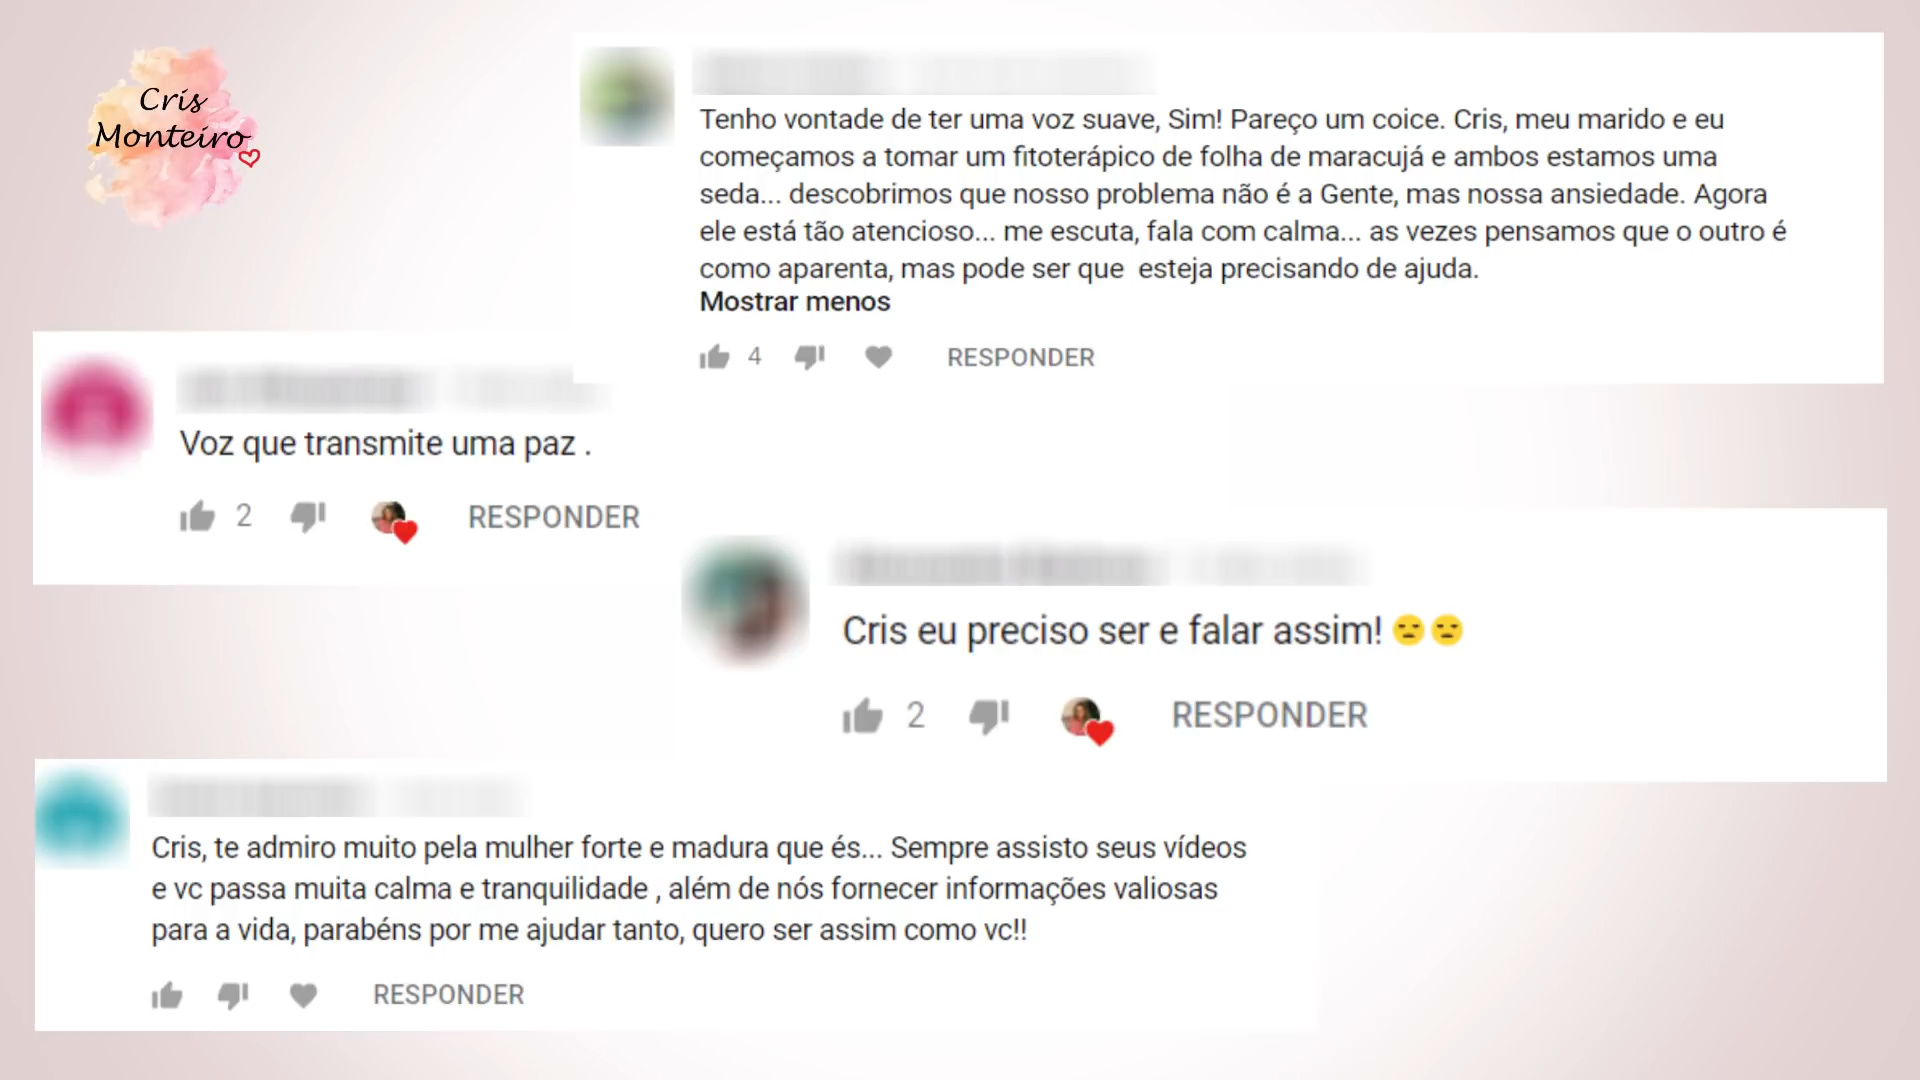 Cris
Monteiro
Tenho vontade de ter uma voz suave, Sim! Pareço um coice. Cris, meu marido e eu
começamos a tomar um fitoterápico de folha de maracujá e ambos estamos uma
seda... descobrimos que nosso problema não é a Gente, mas nossa ansiedade. Agora
ele está tão atencioso... me escuta, fala com calma... as vezes pensamos que o outro é
como aparenta, mas pode ser que  esteja precisando de ajuda.
Mostrar menos
4 RESPONDER
Voz que transmite uma paz .
2 RESPONDER
Cris eu preciso ser e falar assim! 😒😒
2 RESPONDER
Cris, te admiro muito pela mulher forte e madura que és... Sempre assisto seus vídeos
e vc passa muita calma e tranquilidade , além de nós fornecer informações valiosas
para a vida, parabéns por me ajudar tanto, quero ser assim como vc!!
RESPONDER